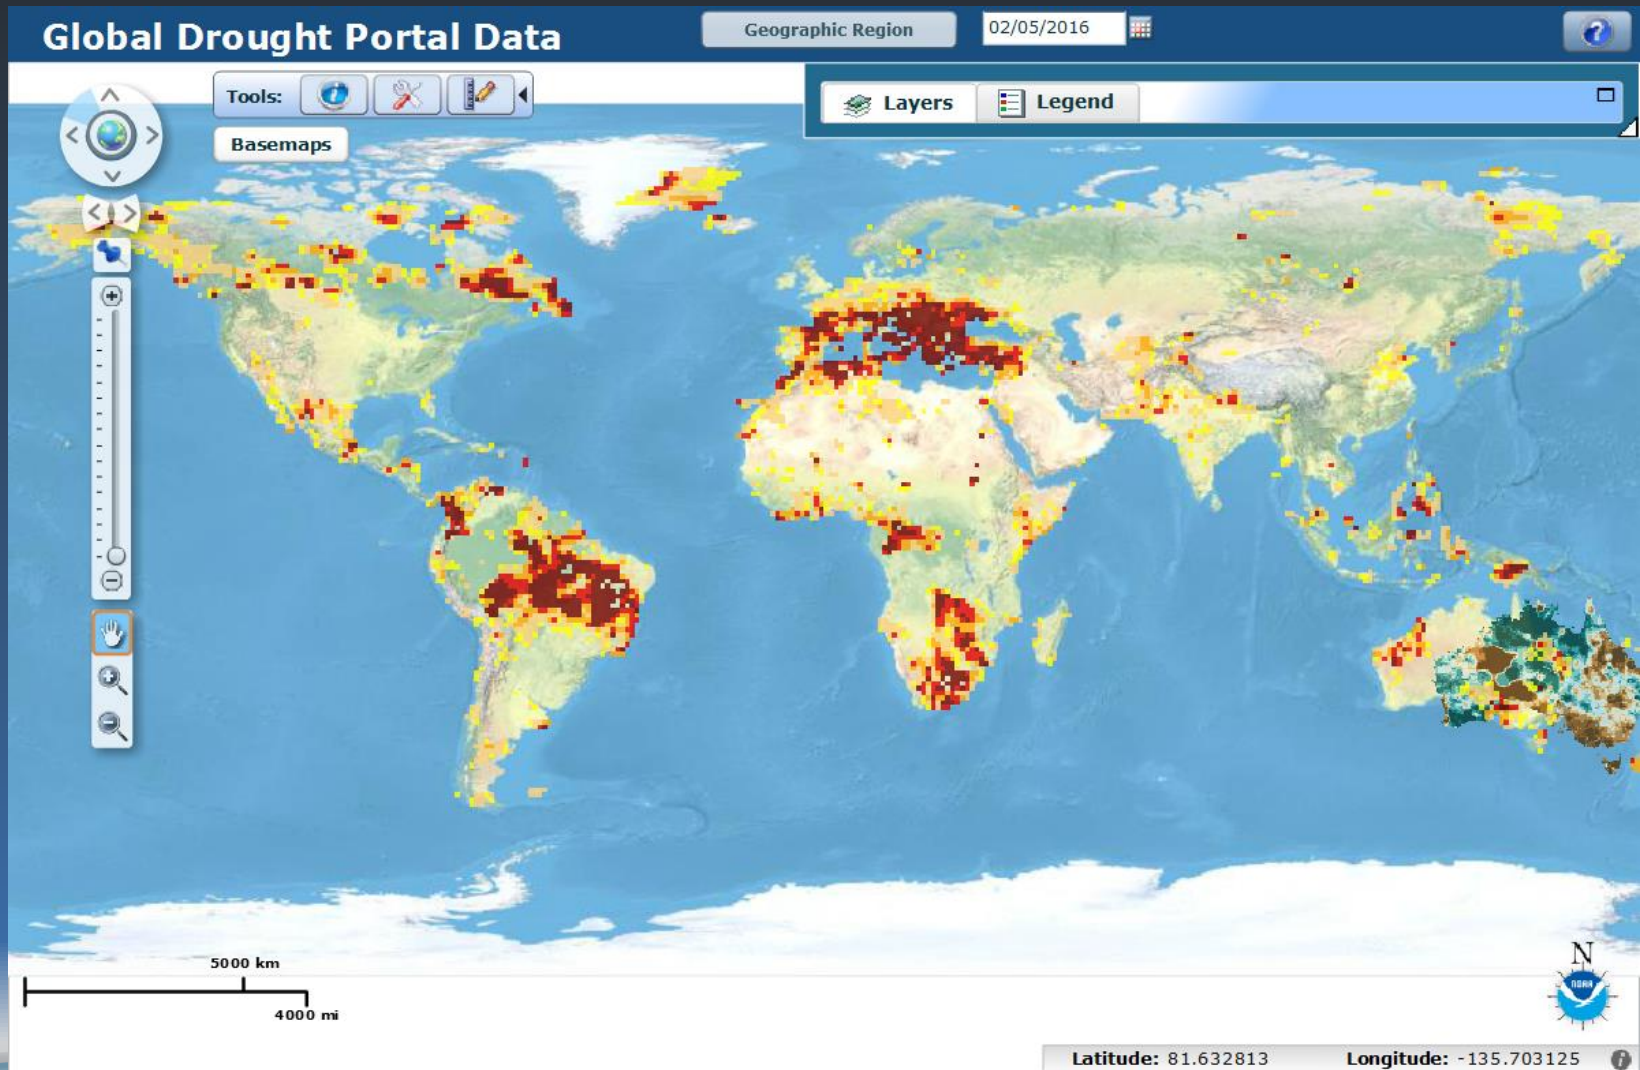 Global Drought Portal Data
Geographic Region
02/05/2016
?
Tools:
Layers
Legend
Basemaps
5000 km
4000 mi
N
NOAA
Latitude: 81.632813 Longitude: -135.703125